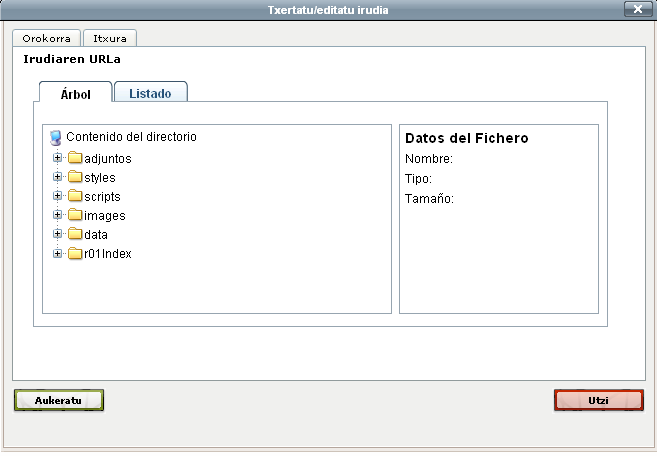 Txertatu/editatu irudia
Orokorra Itxura
Irudiaren URLa
Árbol Listado
Contenido del directorio
adjuntos
styles
scripts
images
data
r01Index
Datos del Fichero
Nombre:
Tipo:
Tamaño:
Aukeratu Utzi